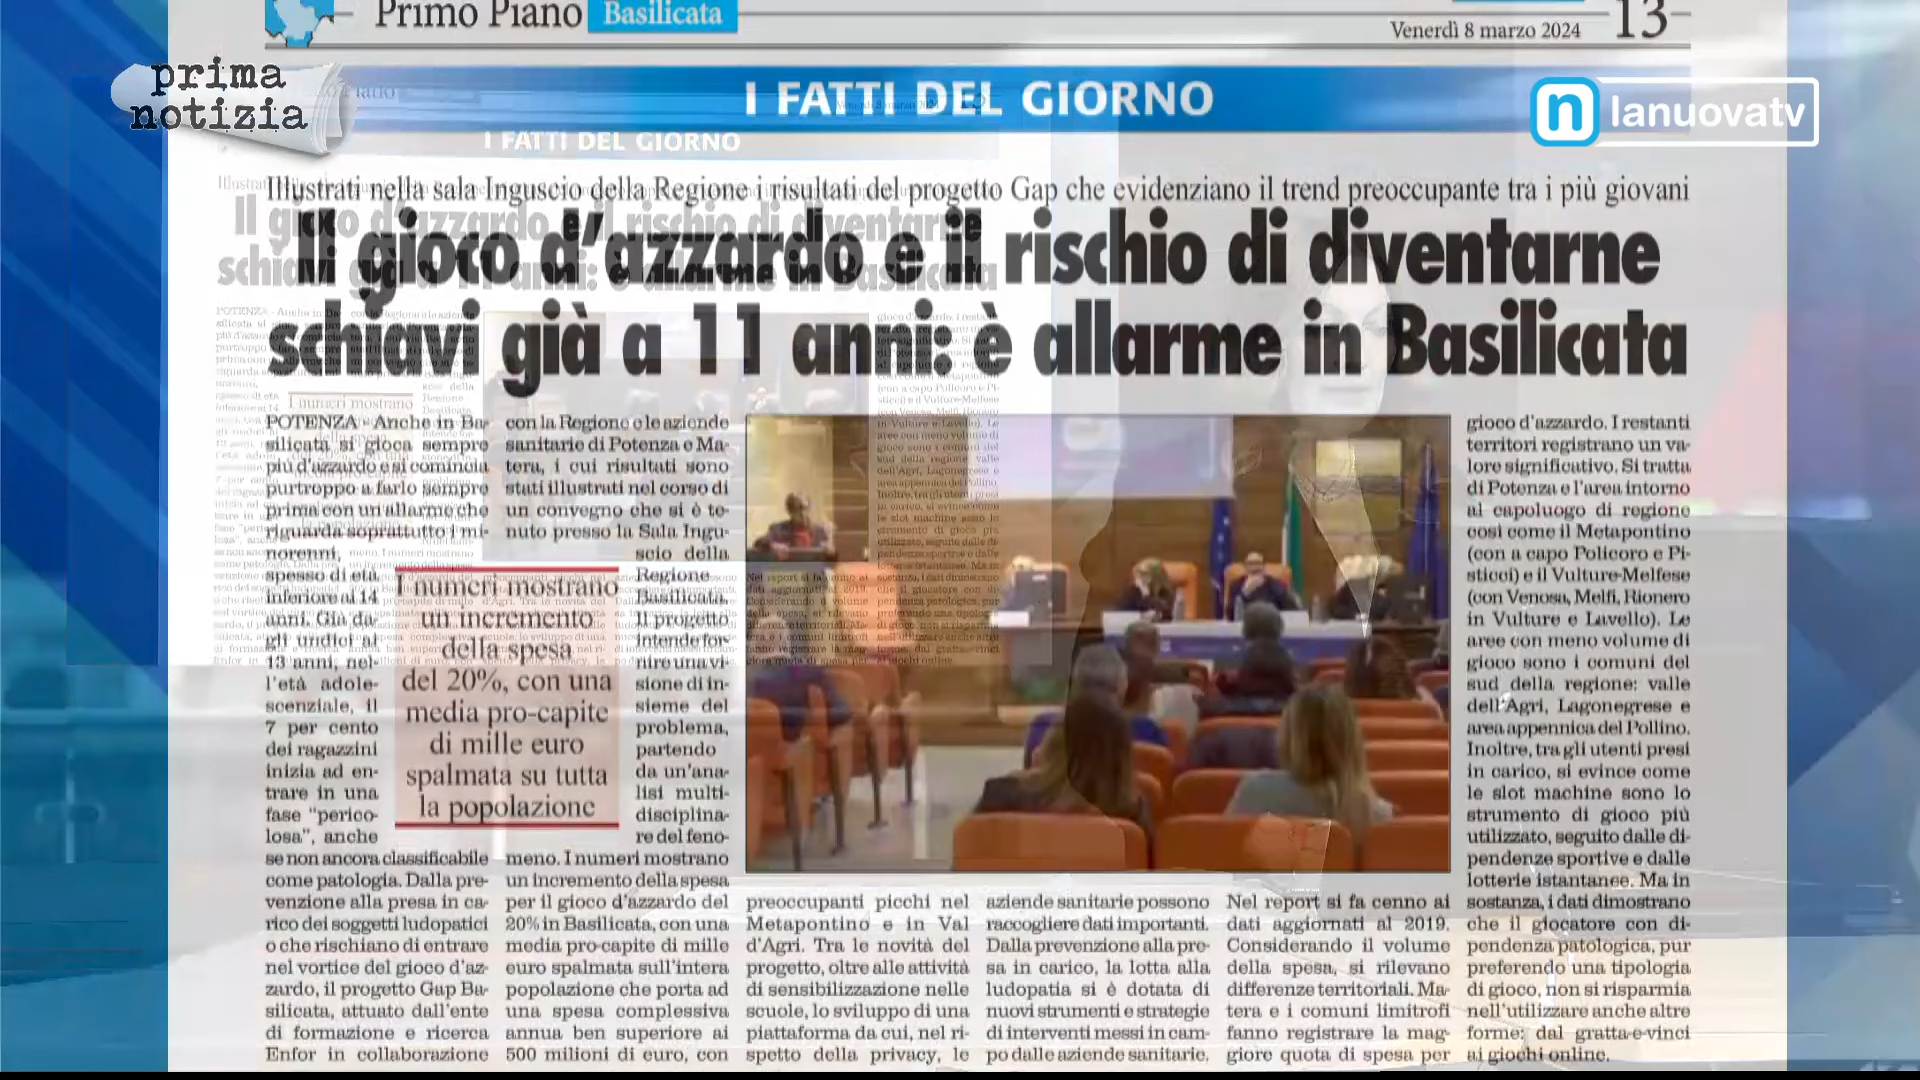 Primo Piano Basilicata
Venerdì 8 marzo 2024 13
prima
notizia
I FATTI DEL GIORNO
n lanuovatv
I FATTI DEL GIORNO
Illustrati nella sala Inguscio della Regione i risultati del progetto Gap che evidenziano il trend preoccupante tra i più giovani
Il gioco d'azzardo e il rischio di diventarne
schiavi già a 11 anni: è allarme in Basilicata
POTENZA - Anche in Ba-
silicata si gioca sempre
più d'azzardo e si comincia
purtroppo a farlo sempre
prima con un allarme che
riguarda soprattutto i mi-
norenni,
spesso di età
inferiore ai 14
anni. Già da-
gli undici ai
13 anni, nel-
l'età adole-
scenziale, il
7 per cento
dei ragazzini
inizia ad en-
trare in una
fase "perico-
losa", anche
se non ancora classificabile
come patologia. Dalla pre-
venzione alla presa in ca-
rico dei soggetti ludopatici
o che rischiano di entrare
nel vortice del gioco d'az-
zardo, il progetto Gap Ba-
silicata, attuato dall'ente
di formazione e ricerca
Enfor in collaborazione
con la Regione e le aziende
sanitarie di Potenza e Ma-
tera, i cui risultati sono
stati illustrati nel corso di
un convegno che si è te-
nuto presso la Sala Ingu-
scio della
Regione
Basilicata.
Il progetto
intende for-
nire una vi-
sione di in-
sieme del
problema,
partendo
da un'ana-
lisi multi-
disciplina-
re del feno-
meno. I numeri mostrano
un incremento della spesa
per il gioco d'azzardo del
20% in Basilicata, con una
media pro-capite di mille
euro spalmata sull'intera
popolazione che porta ad
una spesa complessiva
annua ben superiore ai
500 milioni di euro, con
I numeri mostrano
un incremento
della spesa
del 20%, con una
media pro-capite
di mille euro
spalmata su tutta
la popolazione
preoccupanti picchi nel
Metapontino e in Val
d'Agri. Tra le novità del
progetto, oltre alle attività
di sensibilizzazione nelle
scuole, lo sviluppo di una
piattaforma da cui, nel ri-
spetto della privacy, le
aziende sanitarie possono
raccogliere dati importanti.
Dalla prevenzione alla pre-
sa in carico, la lotta alla
ludopatia si è dotata di
nuovi strumenti e strategie
di interventi messi in cam-
po dalle aziende sanitarie.
Nel report si fa cenno ai
dati aggiornati al 2019.
Considerando il volume
della spesa, si rilevano
differenze territoriali. Ma-
tera e i comuni limitrofi
fanno registrare la mag-
giore quota di spesa per
gioco d'azzardo. I restanti
territori registrano un va-
lore significativo. Si tratta
di Potenza e l'area intorno
al capoluogo di regione
così come il Metapontino
(con a capo Policoro e Pi-
sticci) e il Vulture-Melfese
(con Venosa, Melfi, Rionero
in Vulture e Lavello). Le
aree con meno volume di
gioco sono i comuni del
sud della regione: valle
dell'Agri, Lagonegrese e
area appennica del Pollino.
Inoltre, tra gli utenti presi
in carico, si evince come
le slot machine sono lo
strumento di gioco più
utilizzato, seguito dalle di-
pendenze sportive e dalle
lotterie istantanee. Ma in
sostanza, i dati dimostrano
che il giocatore con di-
pendenza patologica, pur
preferendo una tipologia
di gioco, non si risparmia
nell'utilizzare anche altre
forme: dal gratta-e-vinci
ai giochi online.